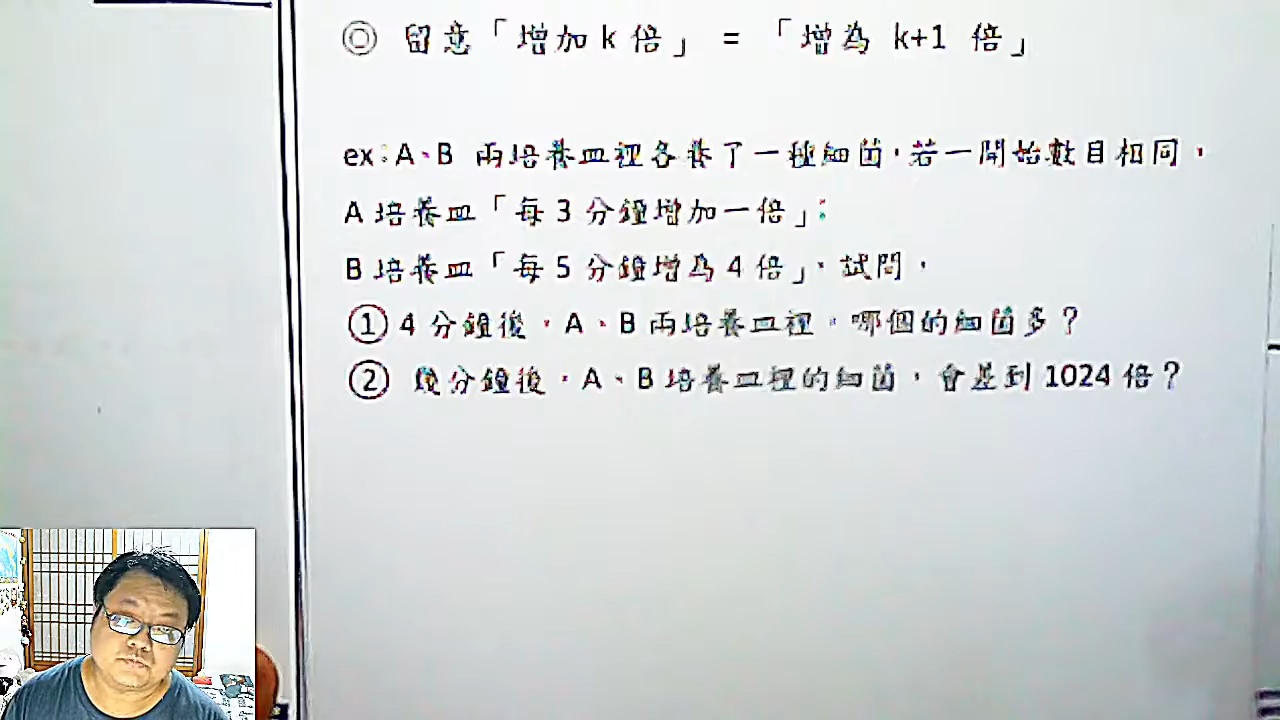 ◎ 留意「增加 k 倍」 = 「增為 k+1 倍」
ex:A、B 兩培養皿裡各養了一種細菌,若一開始數目相同,
A 培養皿「每 3 分鐘增加一倍」;
B 培養皿「每 5 分鐘增為 4 倍」,試問,
① 4 分鐘後,A、B 兩培養皿裡,哪個的細菌多?
② 幾分鐘後,A、B 培養皿裡的細菌,會差到 1024 倍?